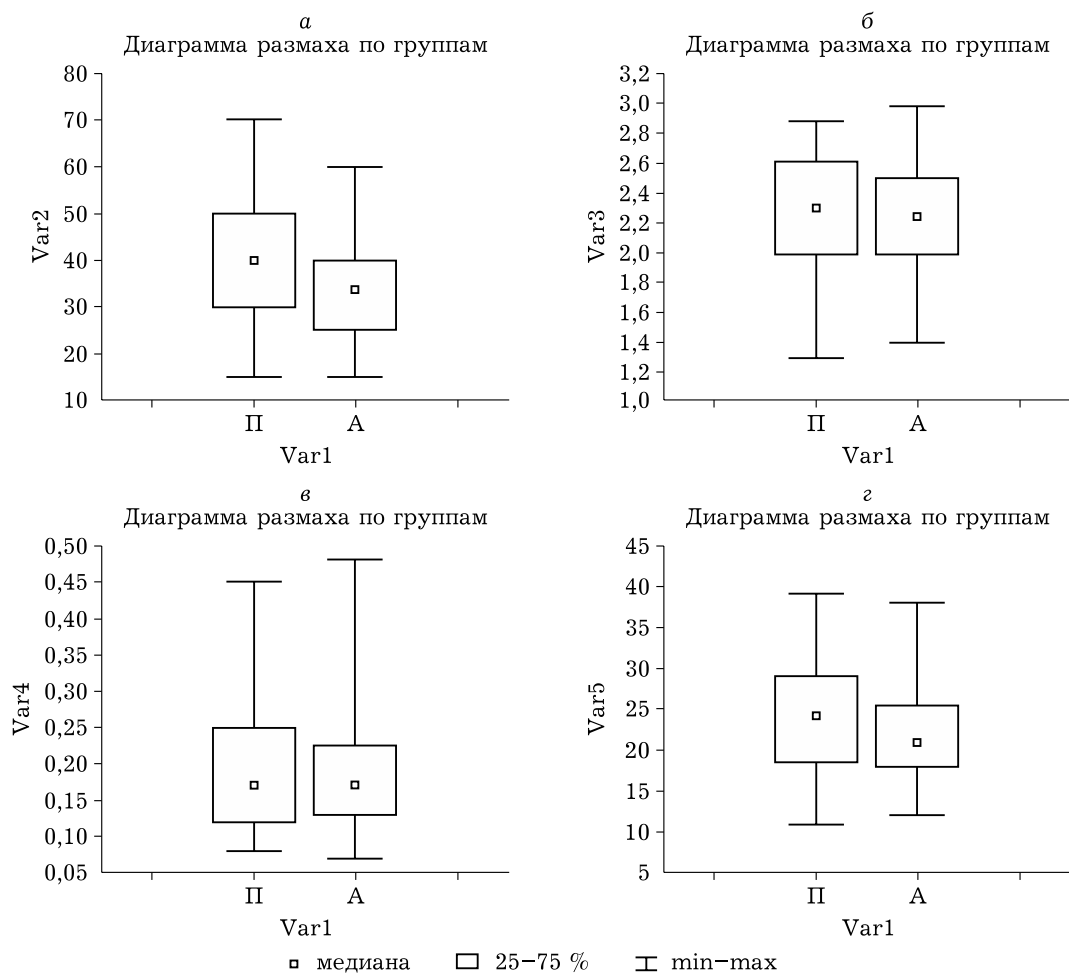 а
Диаграмма размаха по группам
80
70
60
50
40
30
20
10
Var2
П А
Var1
б
Диаграмма размаха по группам
3,2
3,0
2,8
2,6
2,4
2,2
2,0
1,8
1,6
1,4
1,2
1,0
Var3
П А
Var1
в
Диаграмма размаха по группам
0,50
0,45
0,40
0,35
0,30
0,25
0,20
0,15
0,10
0,05
Var4
П А
Var1
г
Диаграмма размаха по группам
45
40
35
30
25
20
15
10
5
Var5
П А
Var1
медиана 25–75 % min–max